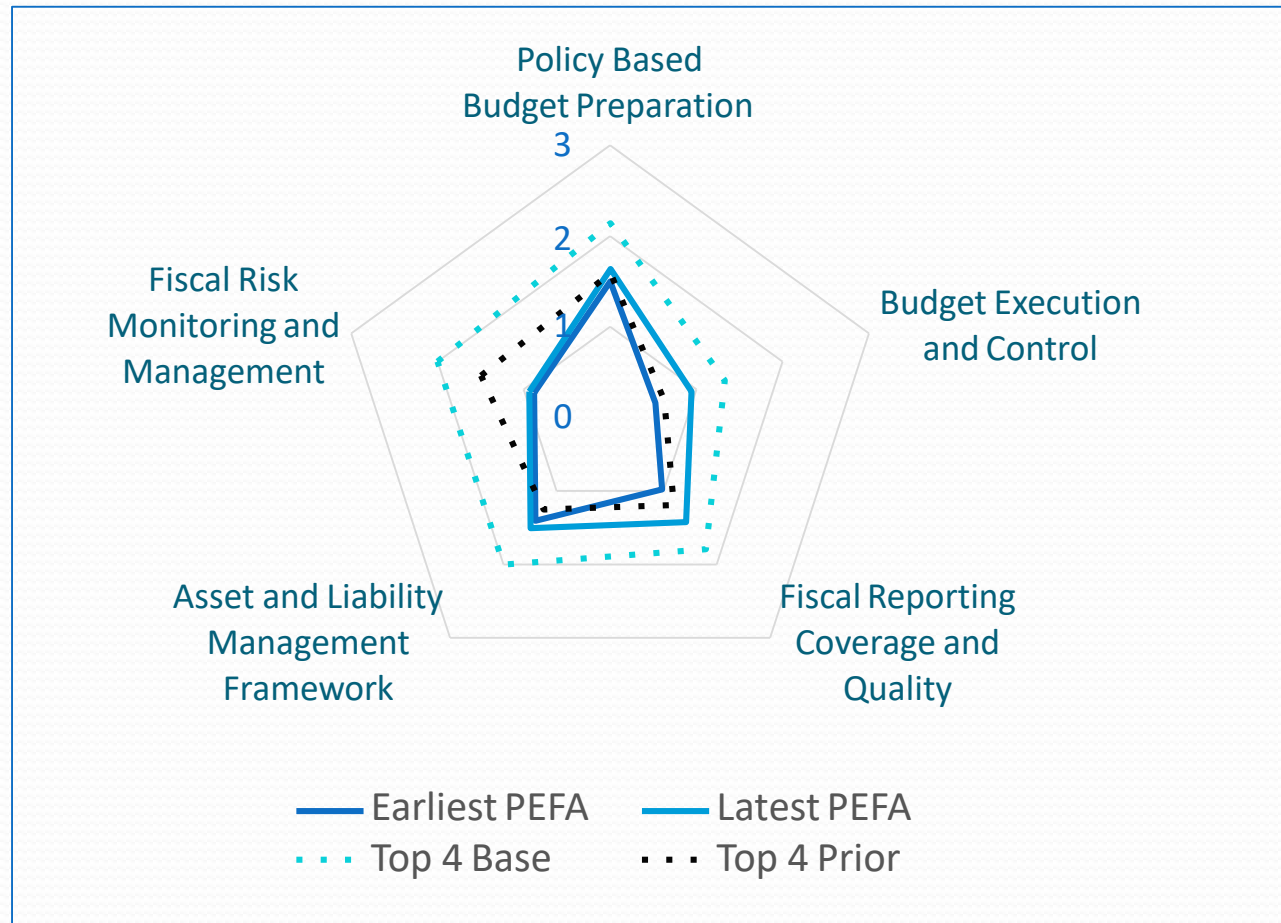 Policy Based
Budget Preparation
3
2
1
0
Budget Execution
and Control
Fiscal Reporting
Coverage and
Quality
Asset and Liability
Management
Framework
Fiscal Risk
Monitoring and
Management
Earliest PEFA
Latest PEFA
Top 4 Base
Top 4 Prior